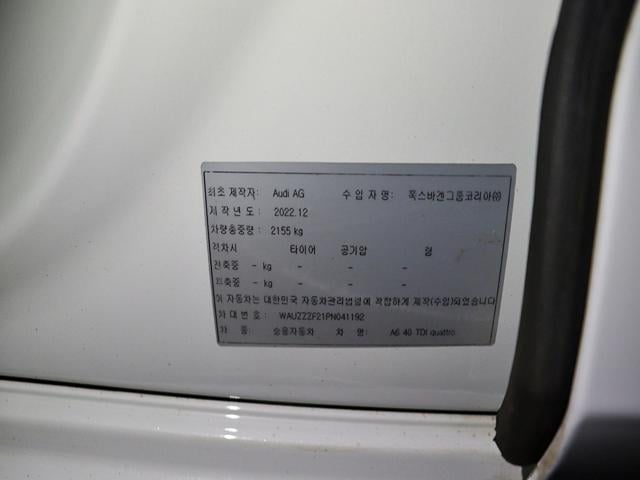 최초 제작자: Audi AG 수 입 자 명: 폭스바겐그룹코리아㈜
제 작 년 도 : 2022.12
차량총중량 : 2155 kg
적차시 타이어 공기압 형
전축중 - kg - - -
후축중 - kg - - -
이 자동차는 대한민국 자동차관리법령에 적합하게 제작(수입)되었습니다
차 대 번 호 : WAUZZZF21PN041192
차 종: 승용자동차 차 명: A6 40 TDI quattro